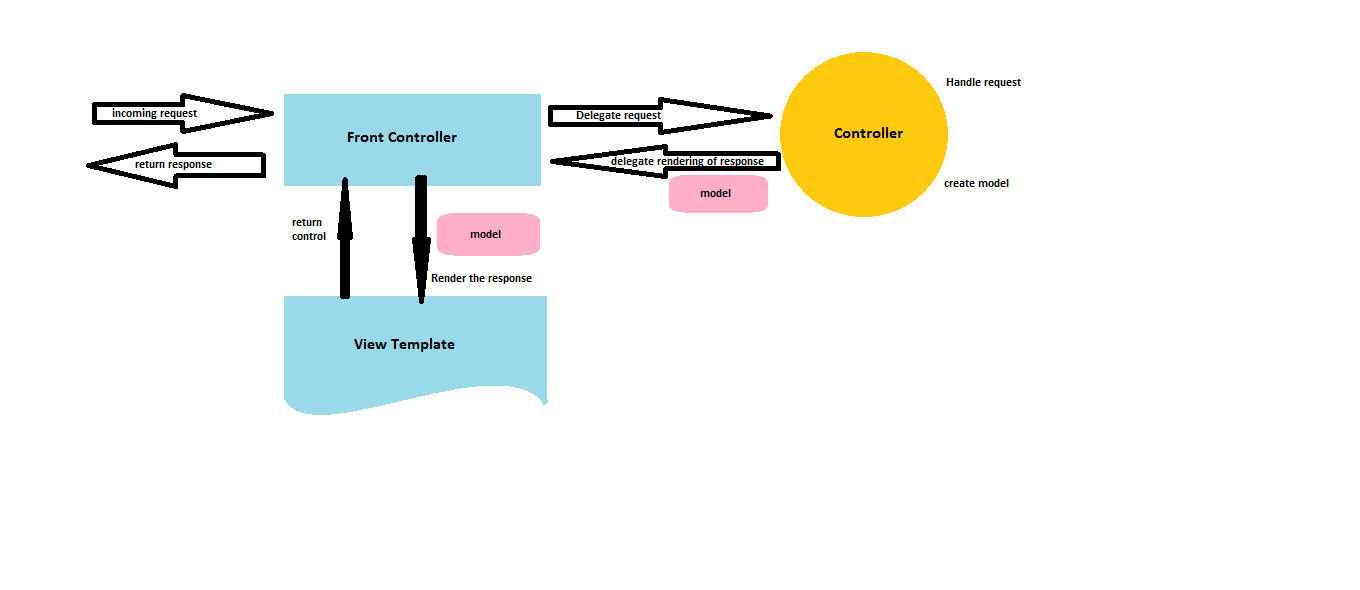 Handle request
incoming request
Delegate request
Front Controller
Controller
return response
delegate rendering of response
create model
model
return
control
model
Render the response
View Template